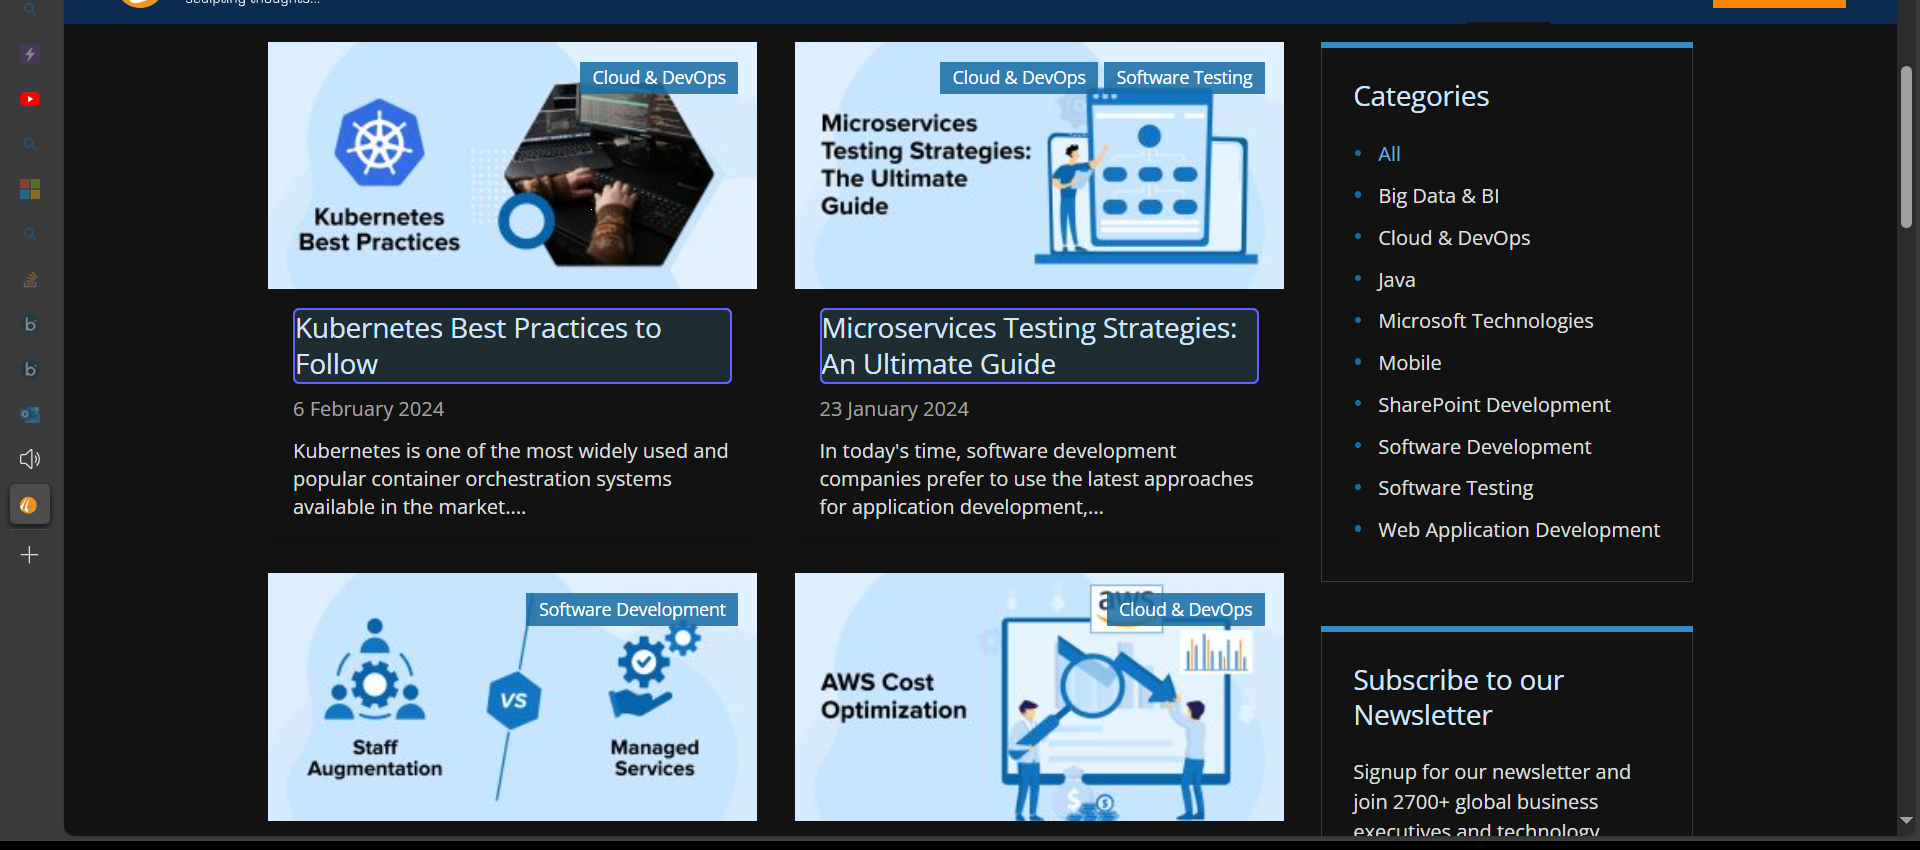 sculpting thoughts...
Cloud & DevOps
Kubernetes
Best Practices
Kubernetes Best Practices to
Follow
6 February 2024
Kubernetes is one of the most widely used and
popular container orchestration systems
available in the market....
Cloud & DevOps
Software Testing
Microservices
Testing Strategies:
The Ultimate
Guide
Microservices Testing Strategies:
An Ultimate Guide
23 January 2024
In today's time, software development
companies prefer to use the latest approaches
for application development,...
Software Development
Staff
Augmentation
VS
Managed
Services
aws
Cloud & DevOps
AWS Cost
Optimization
Categories
All
Big Data & BI
Cloud & DevOps
Java
Microsoft Technologies
Mobile
SharePoint Development
Software Development
Software Testing
Web Application Development
Subscribe to our
Newsletter
Signup for our newsletter and
join 2700+ global business
executives and technology